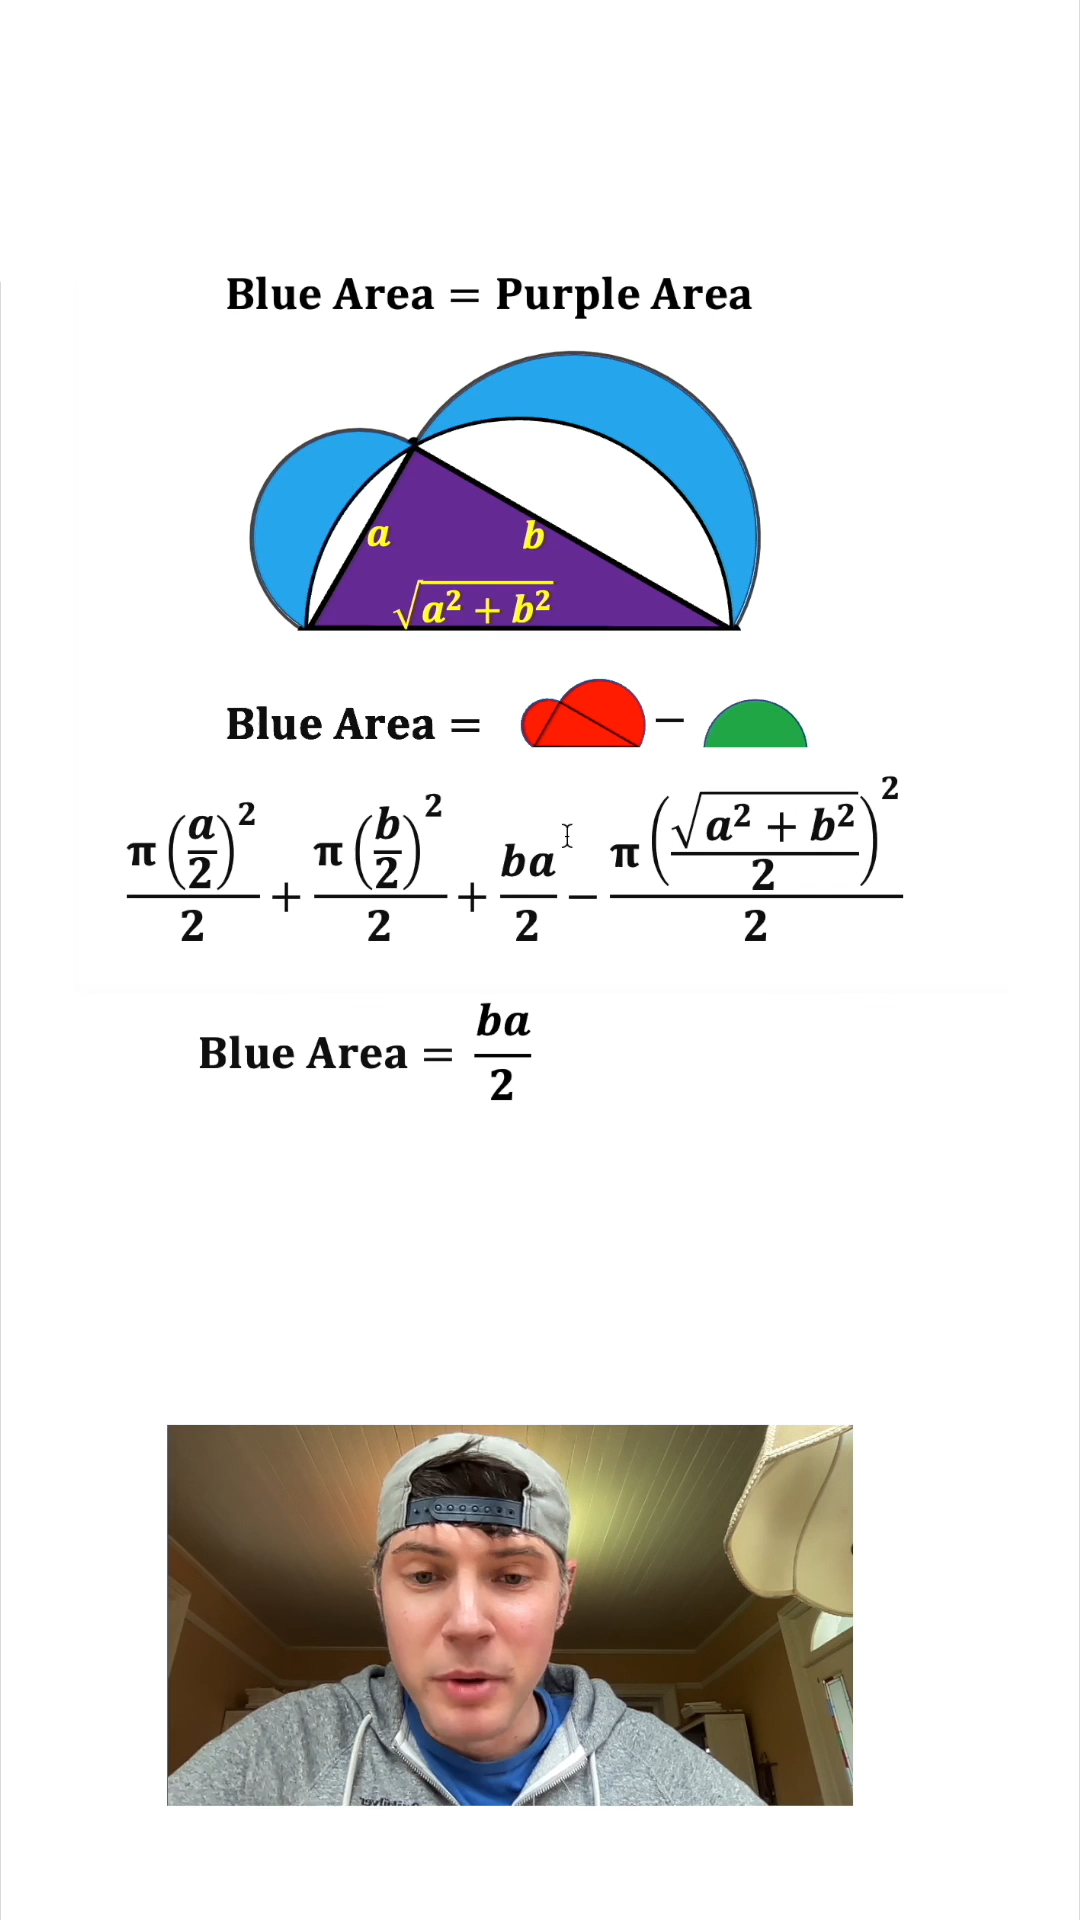 Blue Area = Purple Area
a
b
√(a² + b²)
Blue Area = −
π(a/2)²/2 + π(b/2)²/2 + ba/2 − π(√(a² + b²)/2)²/2
Blue Area = ba/2